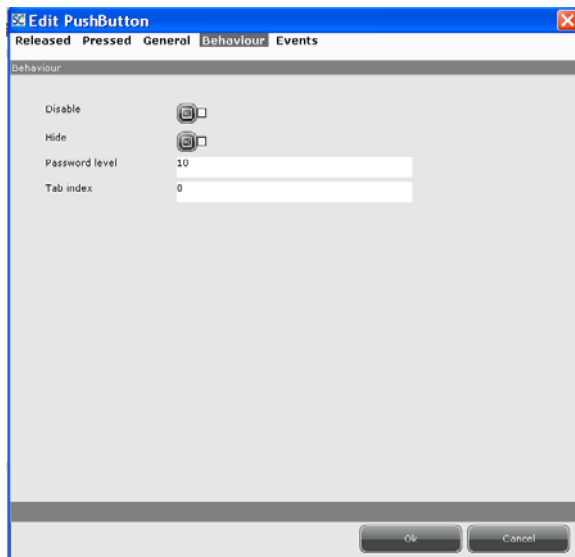 Edit PushButton
Released Pressed General Behaviour Events
Behaviour
Disable
Hide
Password level 10
Tab index 0
Ok Cancel